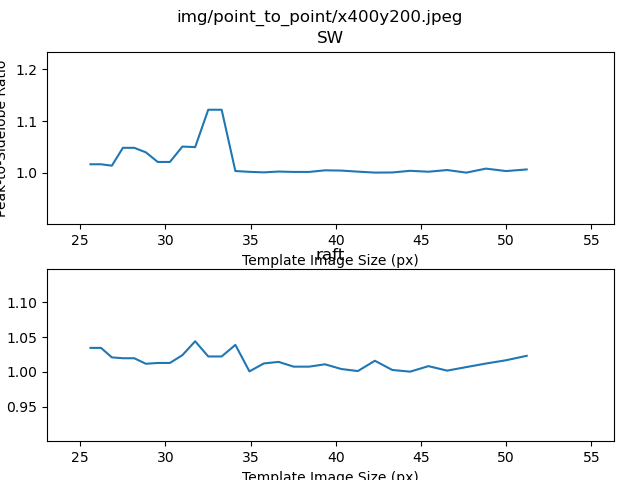 img/point_to_point/x400y200.jpeg
SW
Peak-to-Sidelobe Ratio
1.2
1.1
1.0
25 30 35 40 45 50 55
Template Image Size (px)
raft
1.10
1.05
1.00
0.95
25 30 35 40 45 50 55
Template Image Size (px)